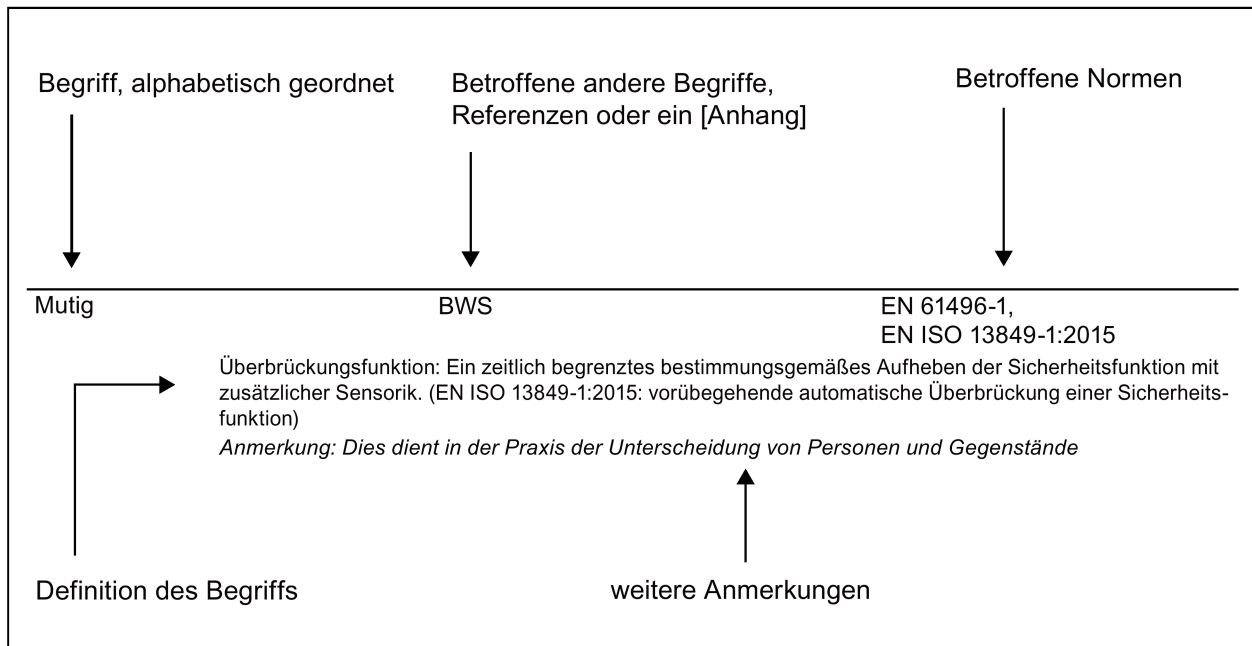 Begriff, alphabetisch geordnet
Betroffene andere Begriffe,
Referenzen oder ein [Anhang]
Betroffene Normen
Mutig
BWS
EN 61496-1,
EN ISO 13849-1:2015
Überbrückungsfunktion: Ein zeitlich begrenztes bestimmungsgemäßes Aufheben der Sicherheitsfunktion mit
zusätzlicher Sensorik. (EN ISO 13849-1:2015: vorübegehende automatische Überbrückung einer Sicherheits-
funktion)
Anmerkung: Dies dient in der Praxis der Unterscheidung von Personen und Gegenstände
Definition des Begriffs
weitere Anmerkungen